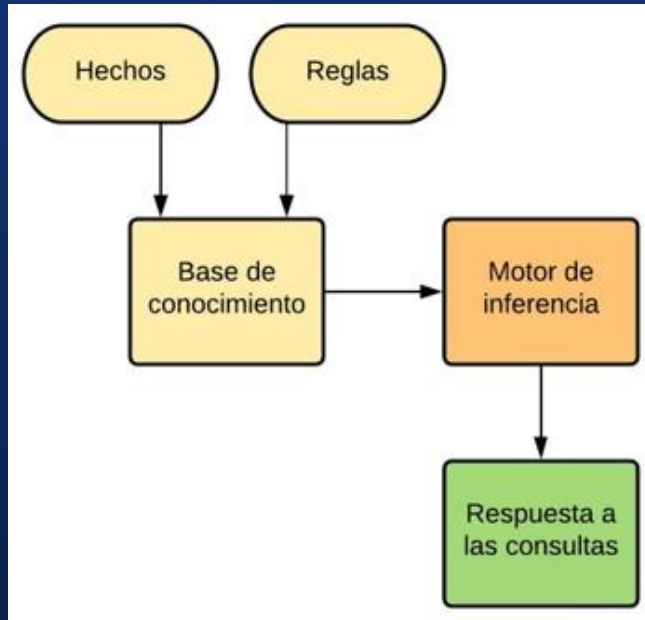 Hechos
Reglas
Base de
conocimiento
Motor de
inferencia
Respuesta a
las consultas